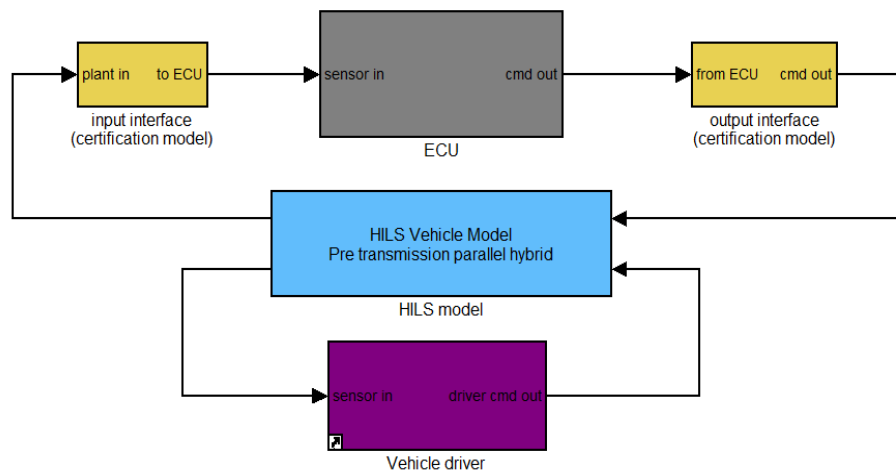 plant in to ECU
input interface
(certification model)
sensor in cmd out
ECU
from ECU cmd out
output interface
(certification model)
HILS Vehicle Model
Pre transmission parallel hybrid
HILS model
sensor in driver cmd out
Vehicle driver